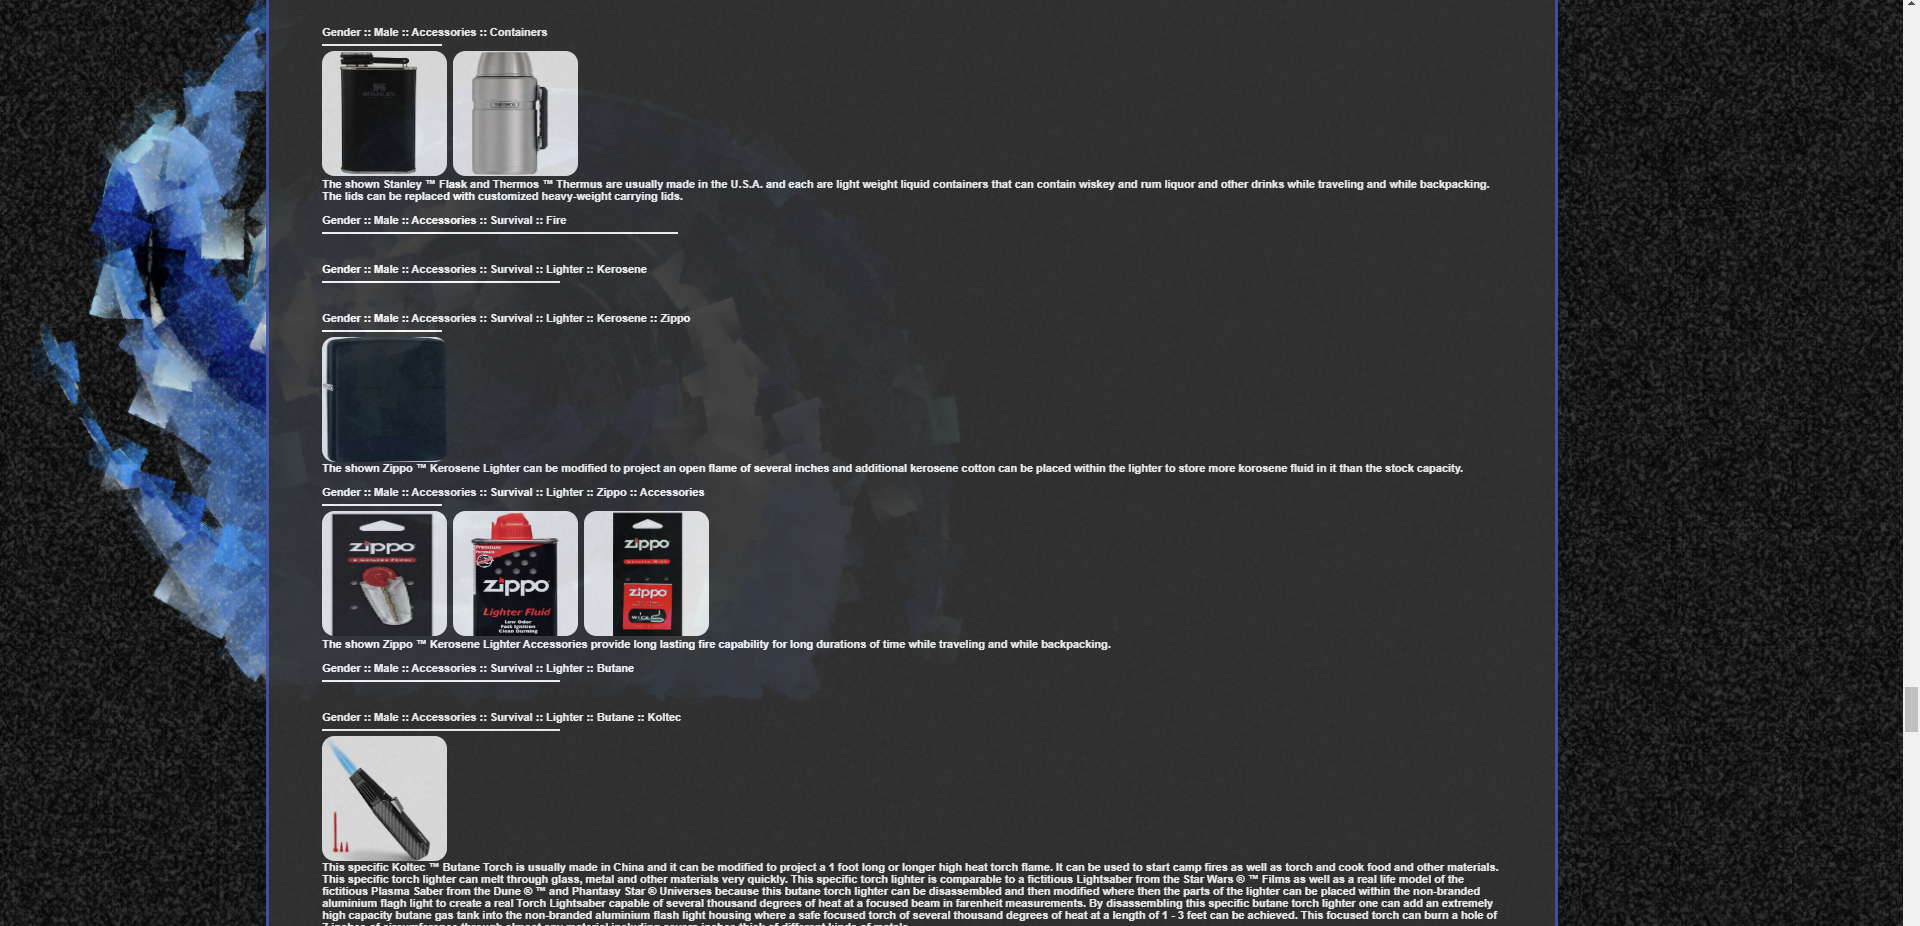 Gender :: Male :: Accessories :: Containers
STANLEY
THERMOS
The shown Stanley ™ Flask and Thermos ™ Thermus are usually made in the U.S.A. and each are light weight liquid containers that can contain wiskey and rum liquor and other drinks while traveling and while backpacking.
The lids can be replaced with customized heavy-weight carrying lids.
Gender :: Male :: Accessories :: Survival :: Fire
Gender :: Male :: Accessories :: Survival :: Lighter :: Kerosene
Gender :: Male :: Accessories :: Survival :: Lighter :: Kerosene :: Zippo
The shown Zippo ™ Kerosene Lighter can be modified to project an open flame of several inches and additional kerosene cotton can be placed within the lighter to store more korosene fluid in it than the stock capacity.
Gender :: Male :: Accessories :: Survival :: Lighter :: Zippo :: Accessories
zippo
Premium
zippo
Lighter Fluid
Low Odor
Fast Ignition
Clean Burning
zippo
zippo
WICK
The shown Zippo ™ Kerosene Lighter Accessories provide long lasting fire capability for long durations of time while traveling and while backpacking.
Gender :: Male :: Accessories :: Survival :: Lighter :: Butane
Gender :: Male :: Accessories :: Survival :: Lighter :: Butane :: Koltec
This specific Koltec ™ Butane Torch is usually made in China and it can be modified to project a 1 foot long or longer high heat torch flame. It can be used to start camp fires as well as torch and cook food and other materials.
This specific torch lighter can melt through glass, metal and other materials very quickly. This specific torch lighter is comparable to a fictitious Lightsaber from the Star Wars ® ™ Films as well as a real life model of the
fictitious Plasma Saber from the Dune ® ™ and Phantasy Star ® Universes because this butane torch lighter can be disassembled and then modified where then the parts of the lighter can be placed within the non-branded
aluminium flagh light to create a real Torch Lightsaber capable of several thousand degrees of heat at a focused beam in farenheit measurements. By disassembling this specific butane torch lighter one can add an extremely
high capacity butane gas tank into the non-branded aluminium flash light housing where a safe focused torch of several thousand degrees of heat at a length of 1 - 3 feet can be achieved. This focused torch can burn a hole of